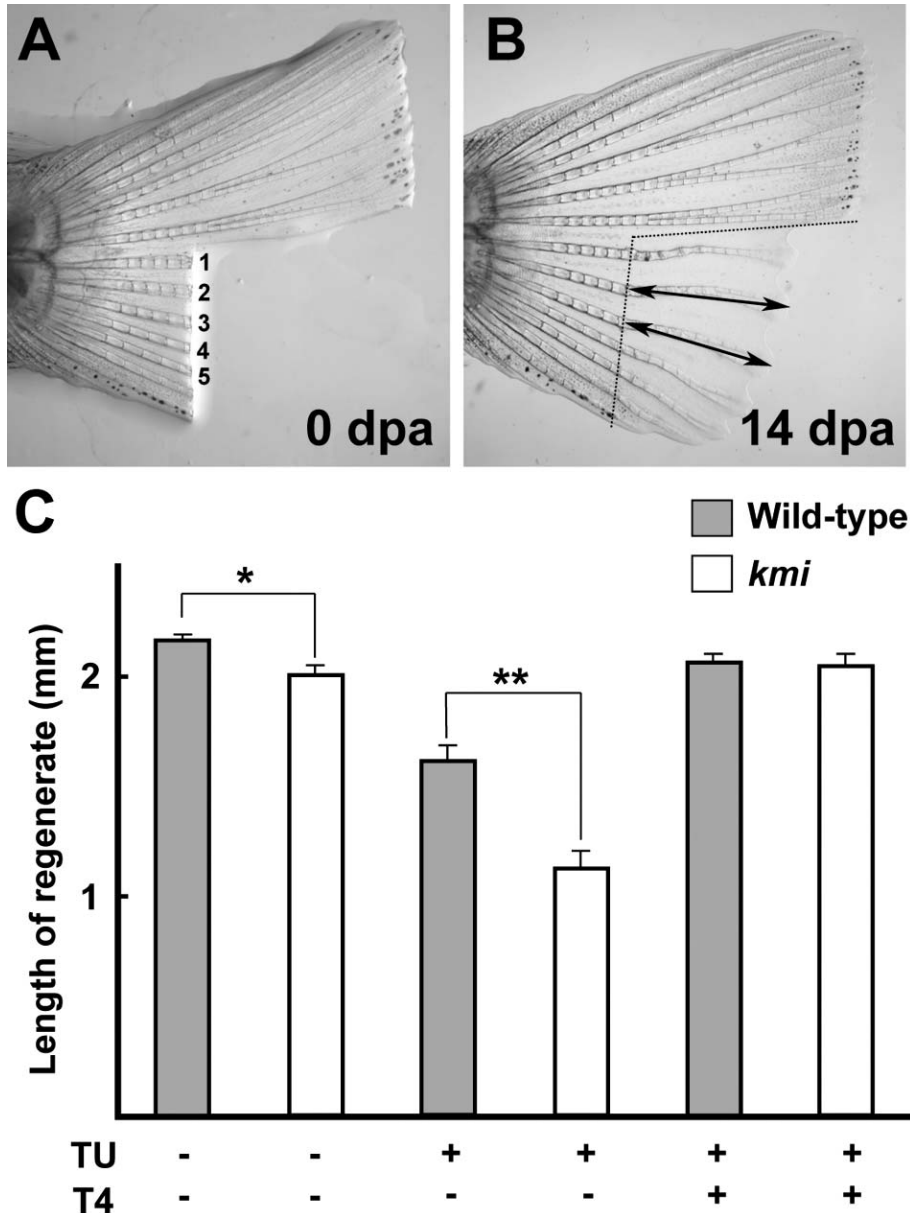 A
B
1
2
3
4
5
0 dpa
14 dpa
C
Wild-type
kmi
*
**
Length of regenerate (mm)
2
1
TU - - + + + +
T4 - - - - + +